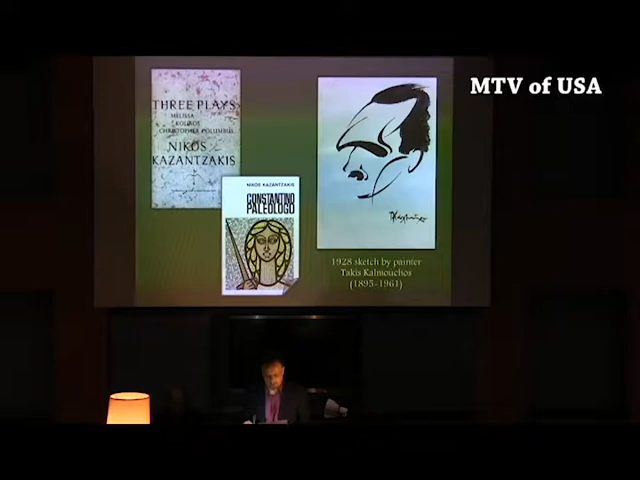 MTV of USA
THREE PLAYS
MELISSA
KOUROS
CHRISTOPHER COLUMBUS
NIKOS
KAZANTZAKIS
NIKOS KAZANTZAKIS
CONSTANTINO
PALEÓLOGO
1928 sketch by painter
Takis Kalmouchos
(1895-1961)